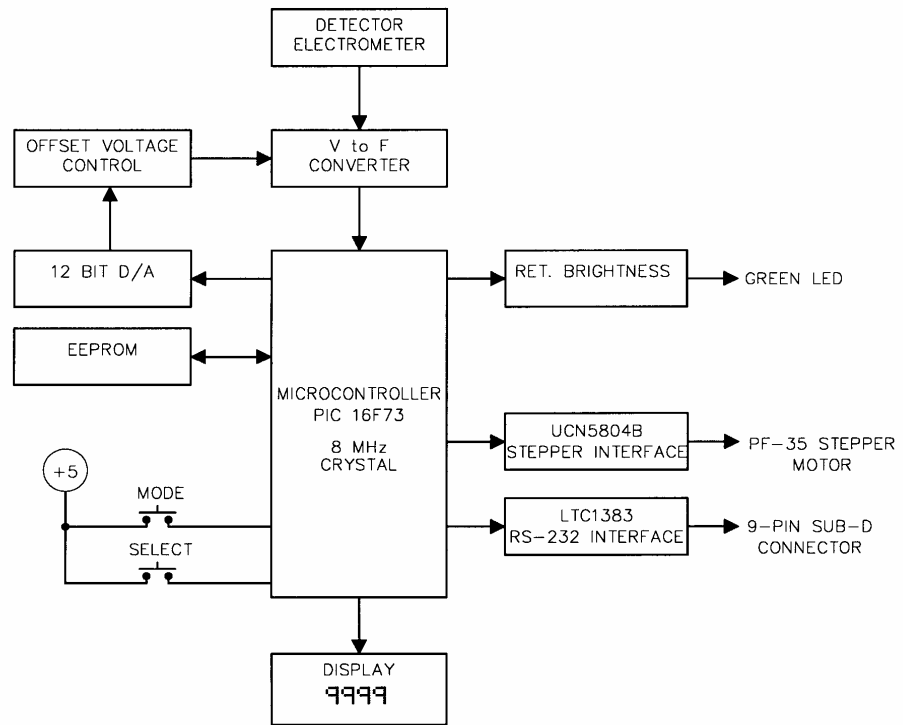 DETECTOR
ELECTROMETER
OFFSET VOLTAGE
CONTROL
V to F
CONVERTER
12 BIT D/A
RET. BRIGHTNESS
GREEN LED
EEPROM
MICROCONTROLLER
PIC 16F73
8 MHz
CRYSTAL
UCN5804B
STEPPER INTERFACE
PF-35 STEPPER
MOTOR
+5
MODE
SELECT
LTC1383
RS-232 INTERFACE
9-PIN SUB-D
CONNECTOR
DISPLAY
9999